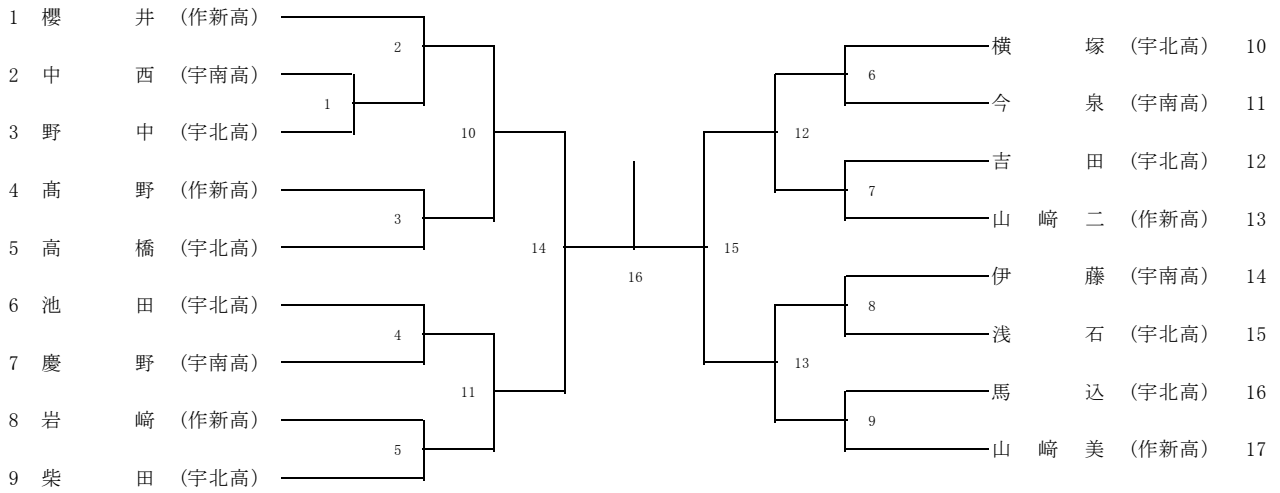 1 櫻 井 (作新高)
2 中 西 (宇南高)
3 野 中 (宇北高)
4 髙 野 (作新高)
5 高 橋 (宇北高)
6 池 田 (宇北高)
7 慶 野 (宇南高)
8 岩 﨑 (作新高)
9 柴 田 (宇北高)
2
1
10
3
14
4
11
5
16
横 塚 (宇北高) 10
6
今 泉 (宇南高) 11
12
吉 田 (宇北高) 12
7
山 﨑 二 (作新高) 13
15
伊 藤 (宇南高) 14
8
浅 石 (宇北高) 15
13
馬 込 (宇北高) 16
9
山 﨑 美 (作新高) 17